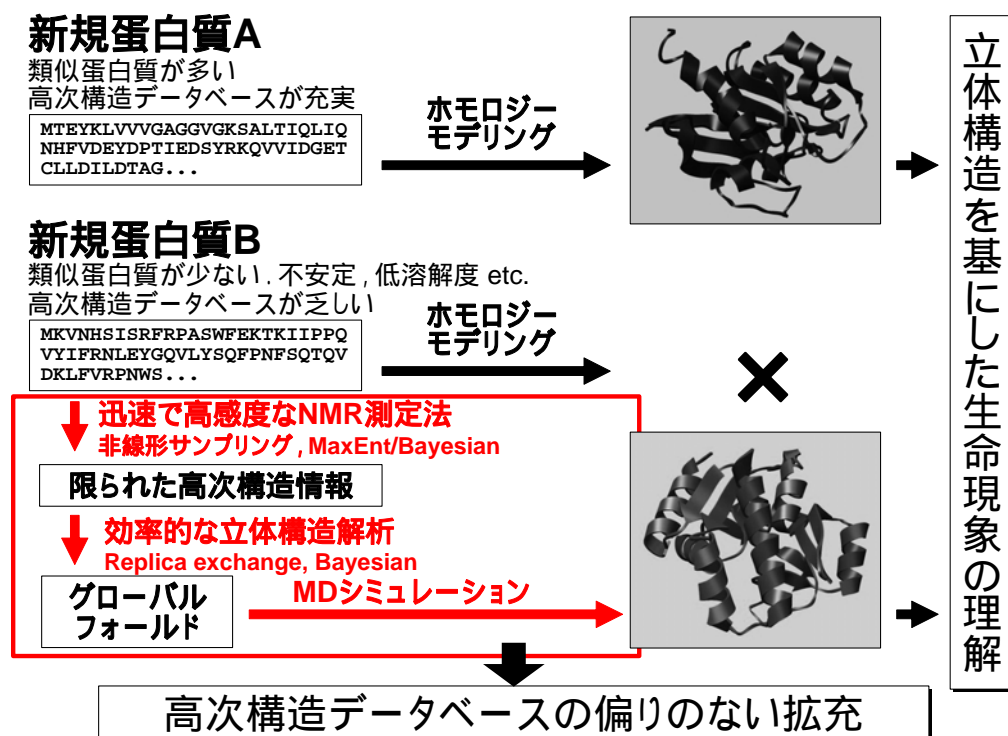 新規蛋白質A
類似蛋白質が多い
高次構造データベースが充実
MTEYKLVVVGAGGVGKSALTIQLIQ
NHFVDEYDPTIEDSYRKQVVIDGET
CLLDILDTAG...
ホモロジー
モデリング
新規蛋白質B
類似蛋白質が少ない. 不安定, 低溶解度 etc.
高次構造データベースが乏しい
MKVNHSISRFRPASWFEKTKIIPPQ
VYIFRNLEYGQVLYSQFPNFSQTQV
DKLFVRPNWS...
ホモロジー
モデリング
迅速で高感度なNMR測定法
非線形サンプリング, MaxEnt/Bayesian
限られた高次構造情報
効率的な立体構造解析
Replica exchange, Bayesian
グローバル
フォールド
MDシミュレーション
立体構造を基にした生命現象の理解
高次構造データベースの偏りのない拡充